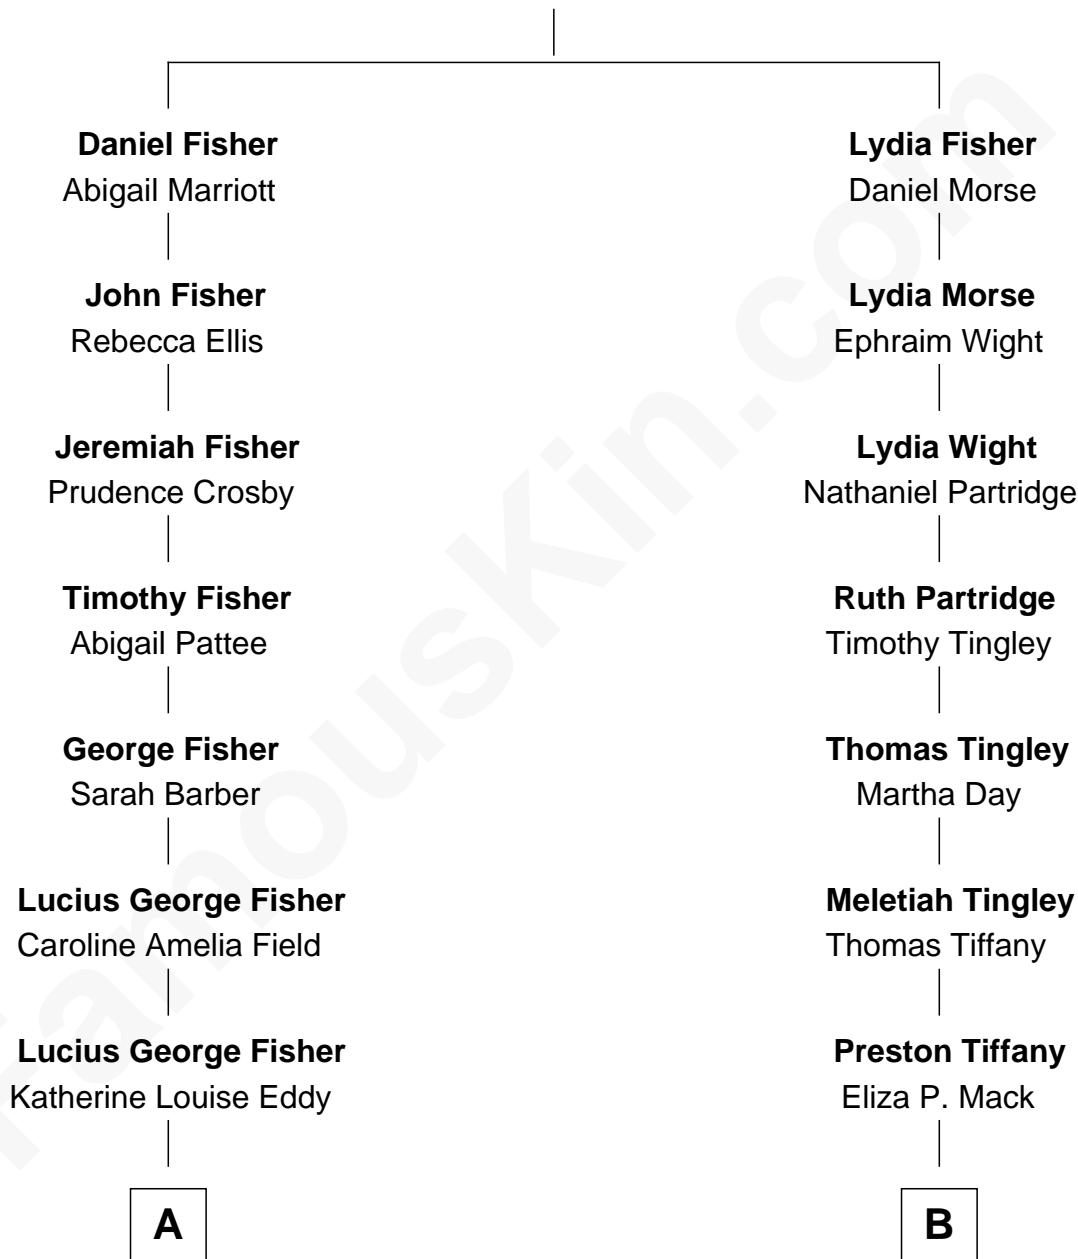 Daniel Fisher
Abigail Marriott
Lydia Fisher
Daniel Morse
John Fisher
Rebecca Ellis
Lydia Morse
Ephraim Wight
Jeremiah Fisher
Prudence Crosby
Lydia Wight
Nathaniel Partridge
Timothy Fisher
Abigail Pattee
Ruth Partridge
Timothy Tingley
George Fisher
Sarah Barber
Thomas Tingley
Martha Day
Lucius George Fisher
Caroline Amelia Field
Meletiah Tingley
Thomas Tiffany
Lucius George Fisher
Katherine Louise Eddy
Preston Tiffany
Eliza P. Mack
A
B
FamousKin.com